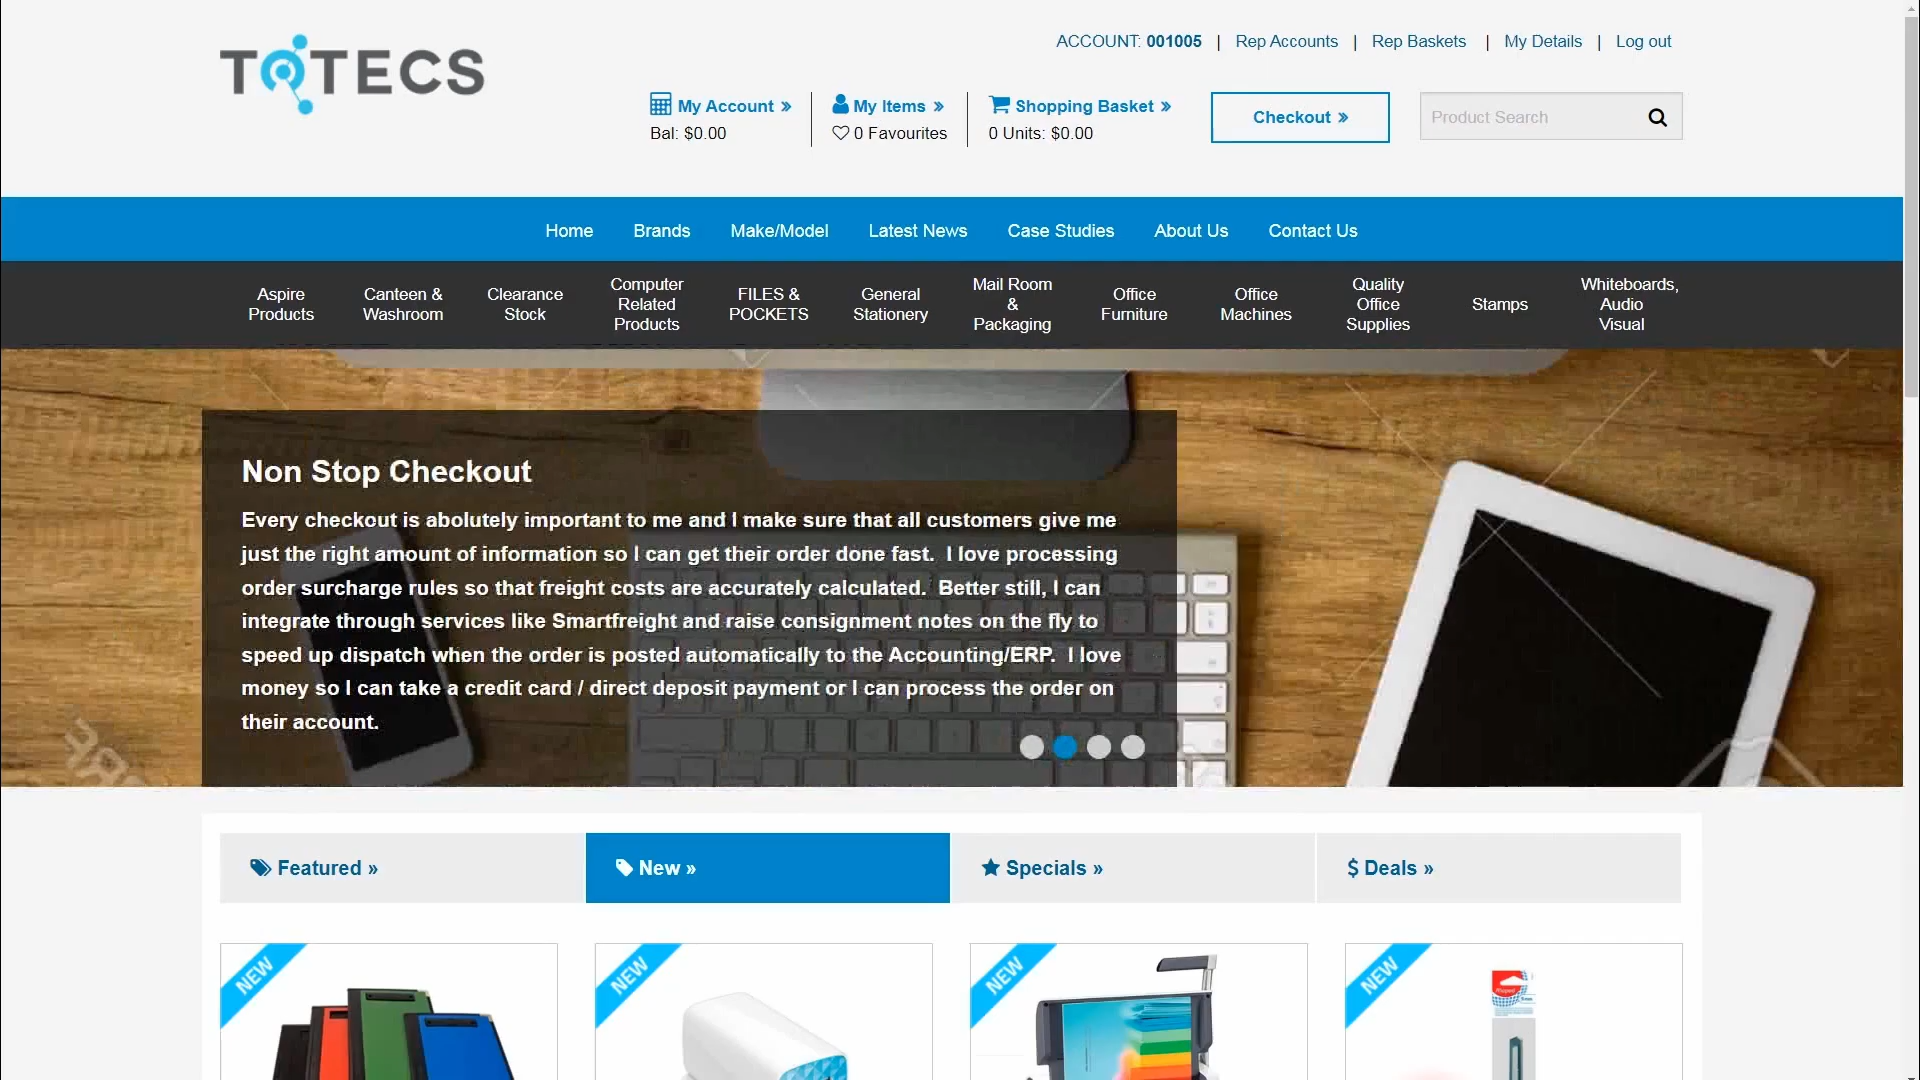 TOTECS
ACCOUNT: 001005 | Rep Accounts | Rep Baskets | My Details | Log out
My Account »
Bal: $0.00
My Items »
0 Favourites
Shopping Basket »
0 Units: $0.00
Checkout »
Product Search
Home Brands Make/Model Latest News Case Studies About Us Contact Us
Aspire
Products
Canteen &
Washroom
Clearance
Stock
Computer
Related
Products
FILES &
POCKETS
General
Stationery
Mail Room
&
Packaging
Office
Furniture
Office
Machines
Quality
Office
Supplies
Stamps
Whiteboards,
Audio
Visual
Non Stop Checkout
Every checkout is abolutely important to me and I make sure that all customers give me
just the right amount of information so I can get their order done fast.  I love processing
order surcharge rules so that freight costs are accurately calculated.  Better still, I can
integrate through services like Smartfreight and raise consignment notes on the fly to
speed up dispatch when the order is posted automatically to the Accounting/ERP.  I love
money so I can take a credit card / direct deposit payment or I can process the order on
their account.
Featured »
New »
Specials »
$ Deals »
NEW
NEW
NEW
NEW